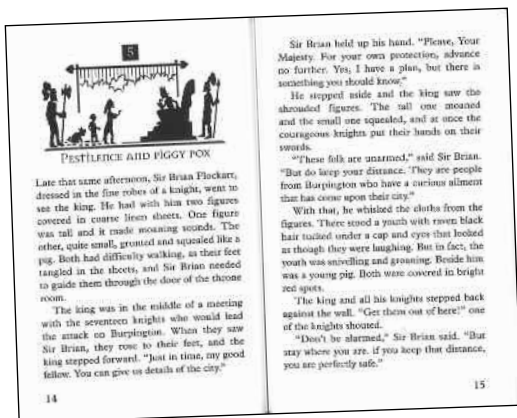 5
PESTILENCE AND PIGGY POX
Late that same afternoon, Sir Brian Flockart,
dressed in the fine robes of a knight, went to
see the king. He had with him two figures
covered in coarse linen sheets. One figure
was tall and it made moaning sounds. The
other, quite small, grunted and squealed like a
pig. Both had difficulty walking, as their feet
tangled in the sheets, and Sir Brian needed
to guide them through the door of the throne
room.
The king was in the middle of a meeting
with the seventeen knights who would lead
the attack on Burpington. When they saw
Sir Brian, they rose to their feet, and the
king stepped forward. "Just in time, my good
fellow. You can give us details of the city."
14
Sir Brian held up his hand. "Please, Your
Majesty. For your own protection, advance
no further. Yes, I have a plan, but there is
something you should know."
He stepped aside and the king saw the
shrouded figures. The tall one moaned
and the small one squealed, and at once the
courageous knights put their hands on their
swords.
"These folk are unarmed," said Sir Brian.
"But do keep your distance. They are people
from Burpington who have a curious ailment
that has come upon their city."
With that, he whisked the cloths from the
figures. There stood a youth with raven black
hair tucked under a cap and eyes that looked
as though they were laughing. But in fact, the
youth was snivelling and groaning. Beside him
was a young pig. Both were covered in bright
red spots.
The king and all his knights stepped back
against the wall. "Get them out of here!" one
of the knights shouted.
"Don't be alarmed," Sir Brian said. "But
stay where you are. if you keep that distance,
you are perfectly safe."
15